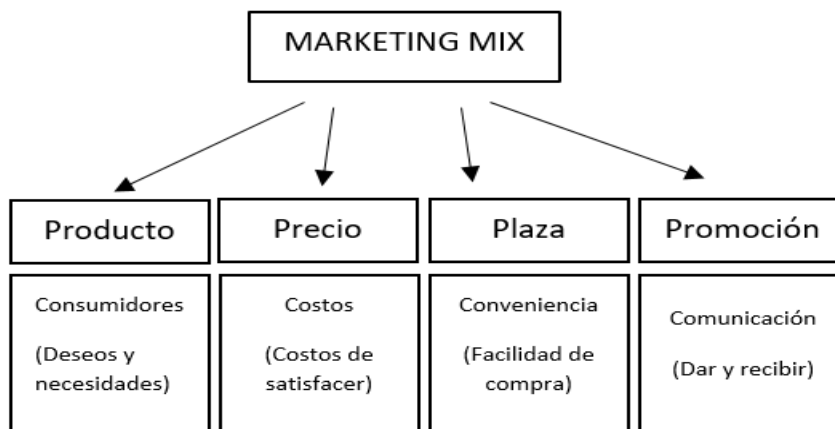 MARKETING MIX
Producto
Precio
Plaza
Promoción
Consumidores
(Deseos y
necesidades)
Costos
(Costos de
satisfacer)
Conveniencia
(Facilidad de
compra)
Comunicación
(Dar y recibir)